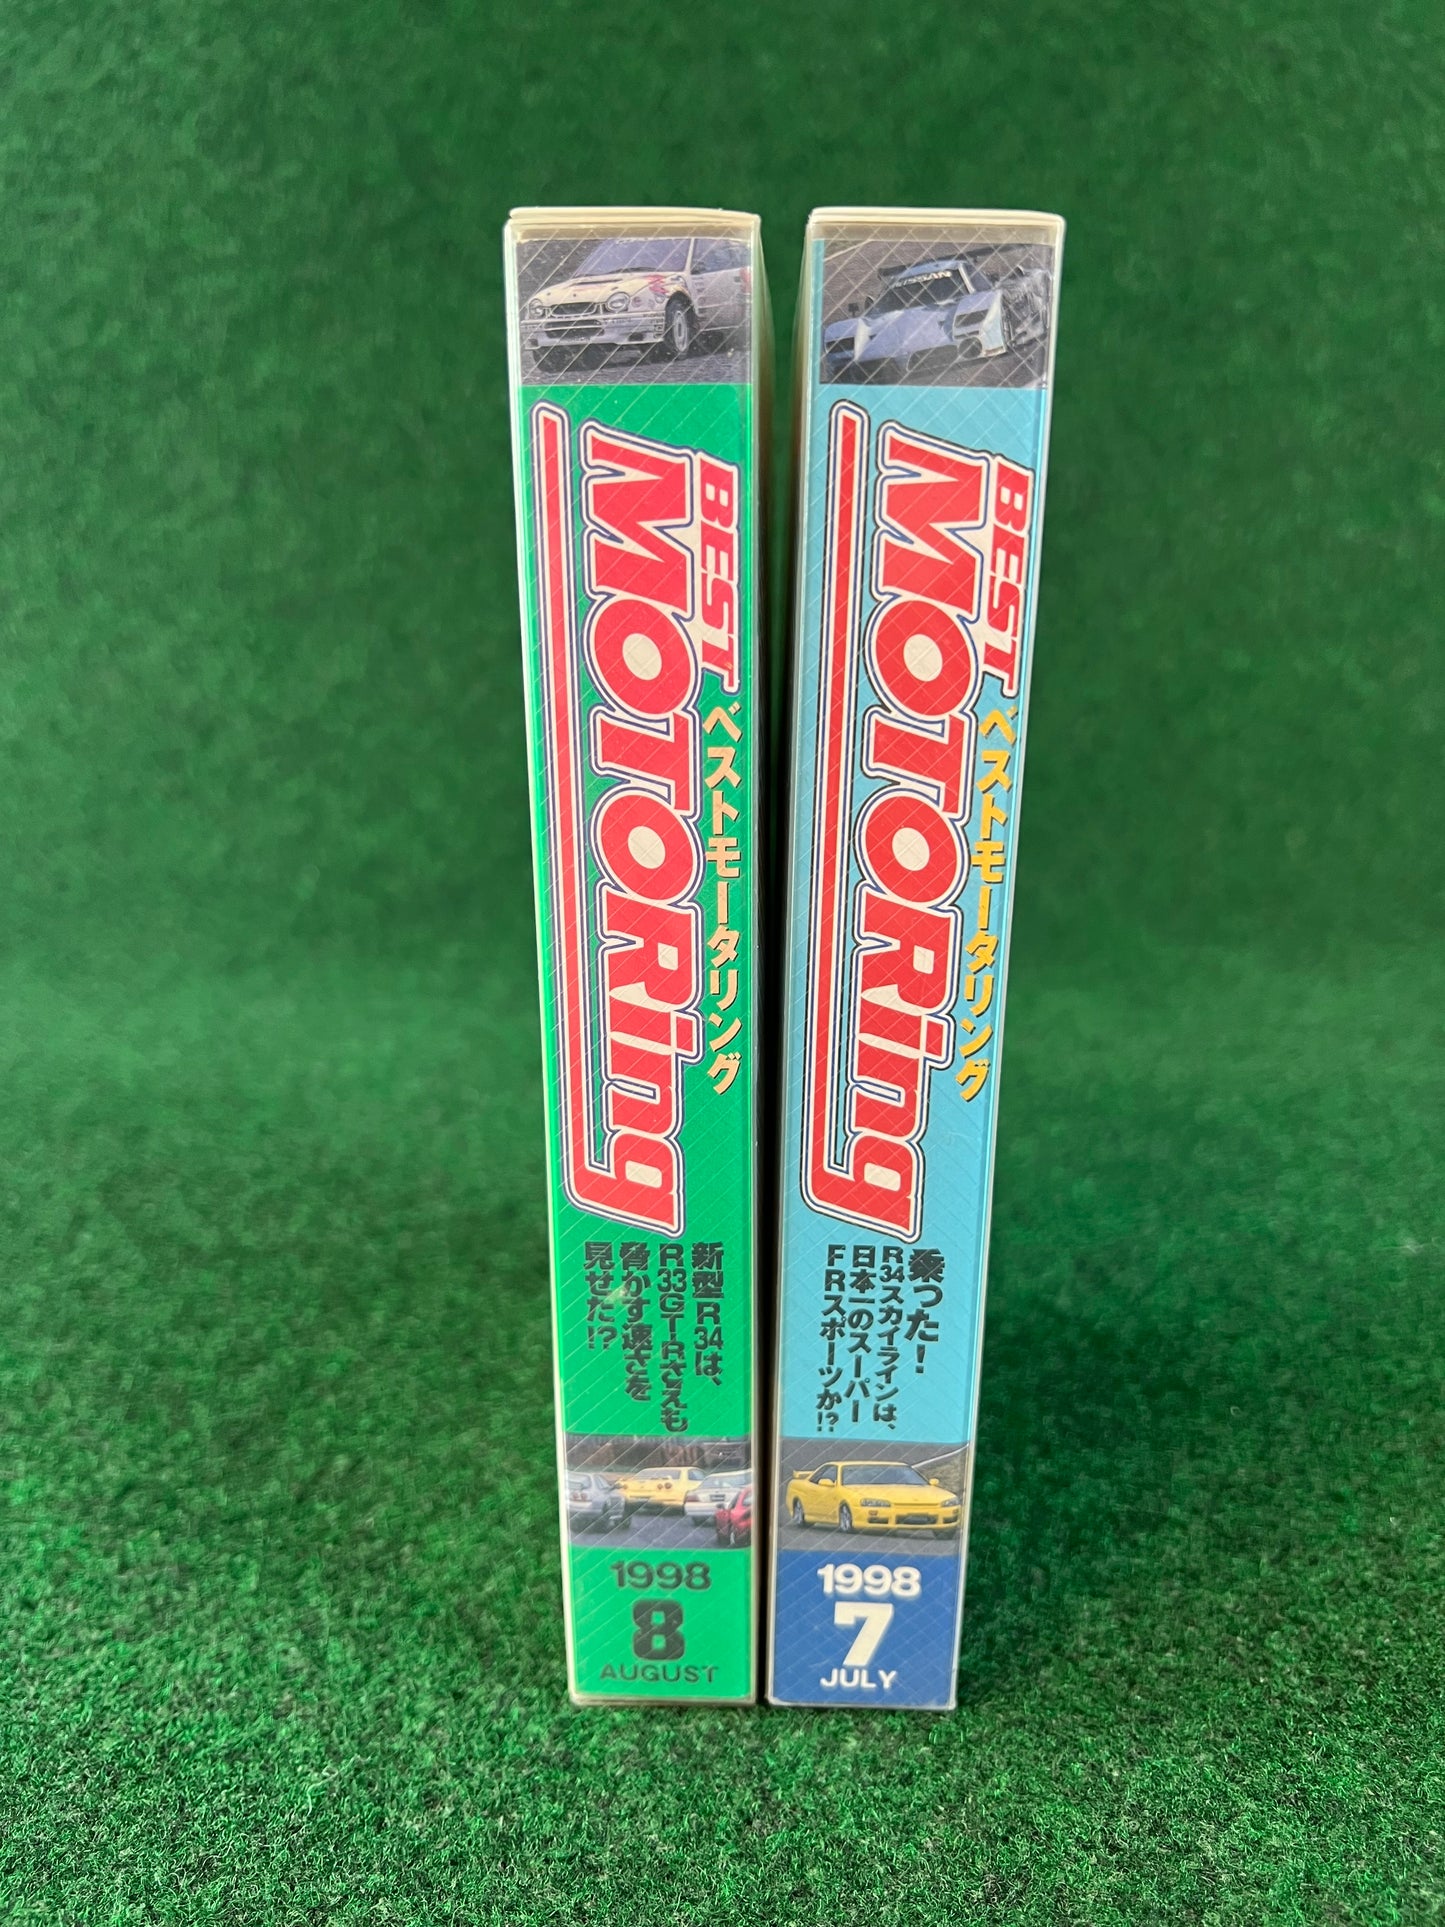 BEST
MOTORing
ベストモータリング
新型R34は、
R33GT-Rさえも
脅かす速さを
見せた!?
1998
8
AUGUST
NISSAN
BEST
MOTORing
ベストモータリング
乗った!
R34スカイラインは、
日本一のスーパー
FRスポーツか!?
1998
7
JULY